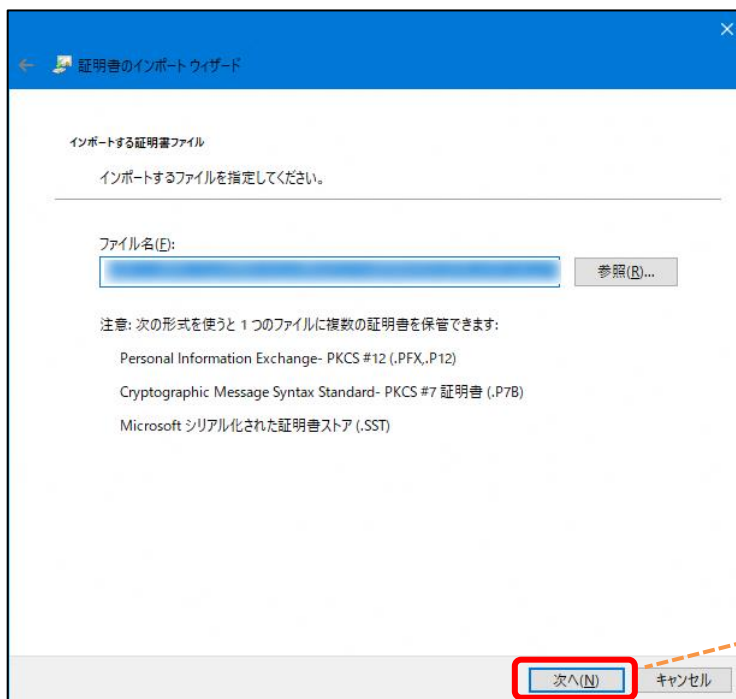 証明書のインポート ウィザード
インポートする証明書ファイル
インポートするファイルを指定してください。
ファイル名(F):
参照(R)...
注意: 次の形式を使うと 1 つのファイルに複数の証明書を保管できます:
Personal Information Exchange- PKCS #12 (.PFX,.P12)
Cryptographic Message Syntax Standard- PKCS #7 証明書 (.P7B)
Microsoft シリアル化された証明書ストア (.SST)
次へ(N) キャンセル